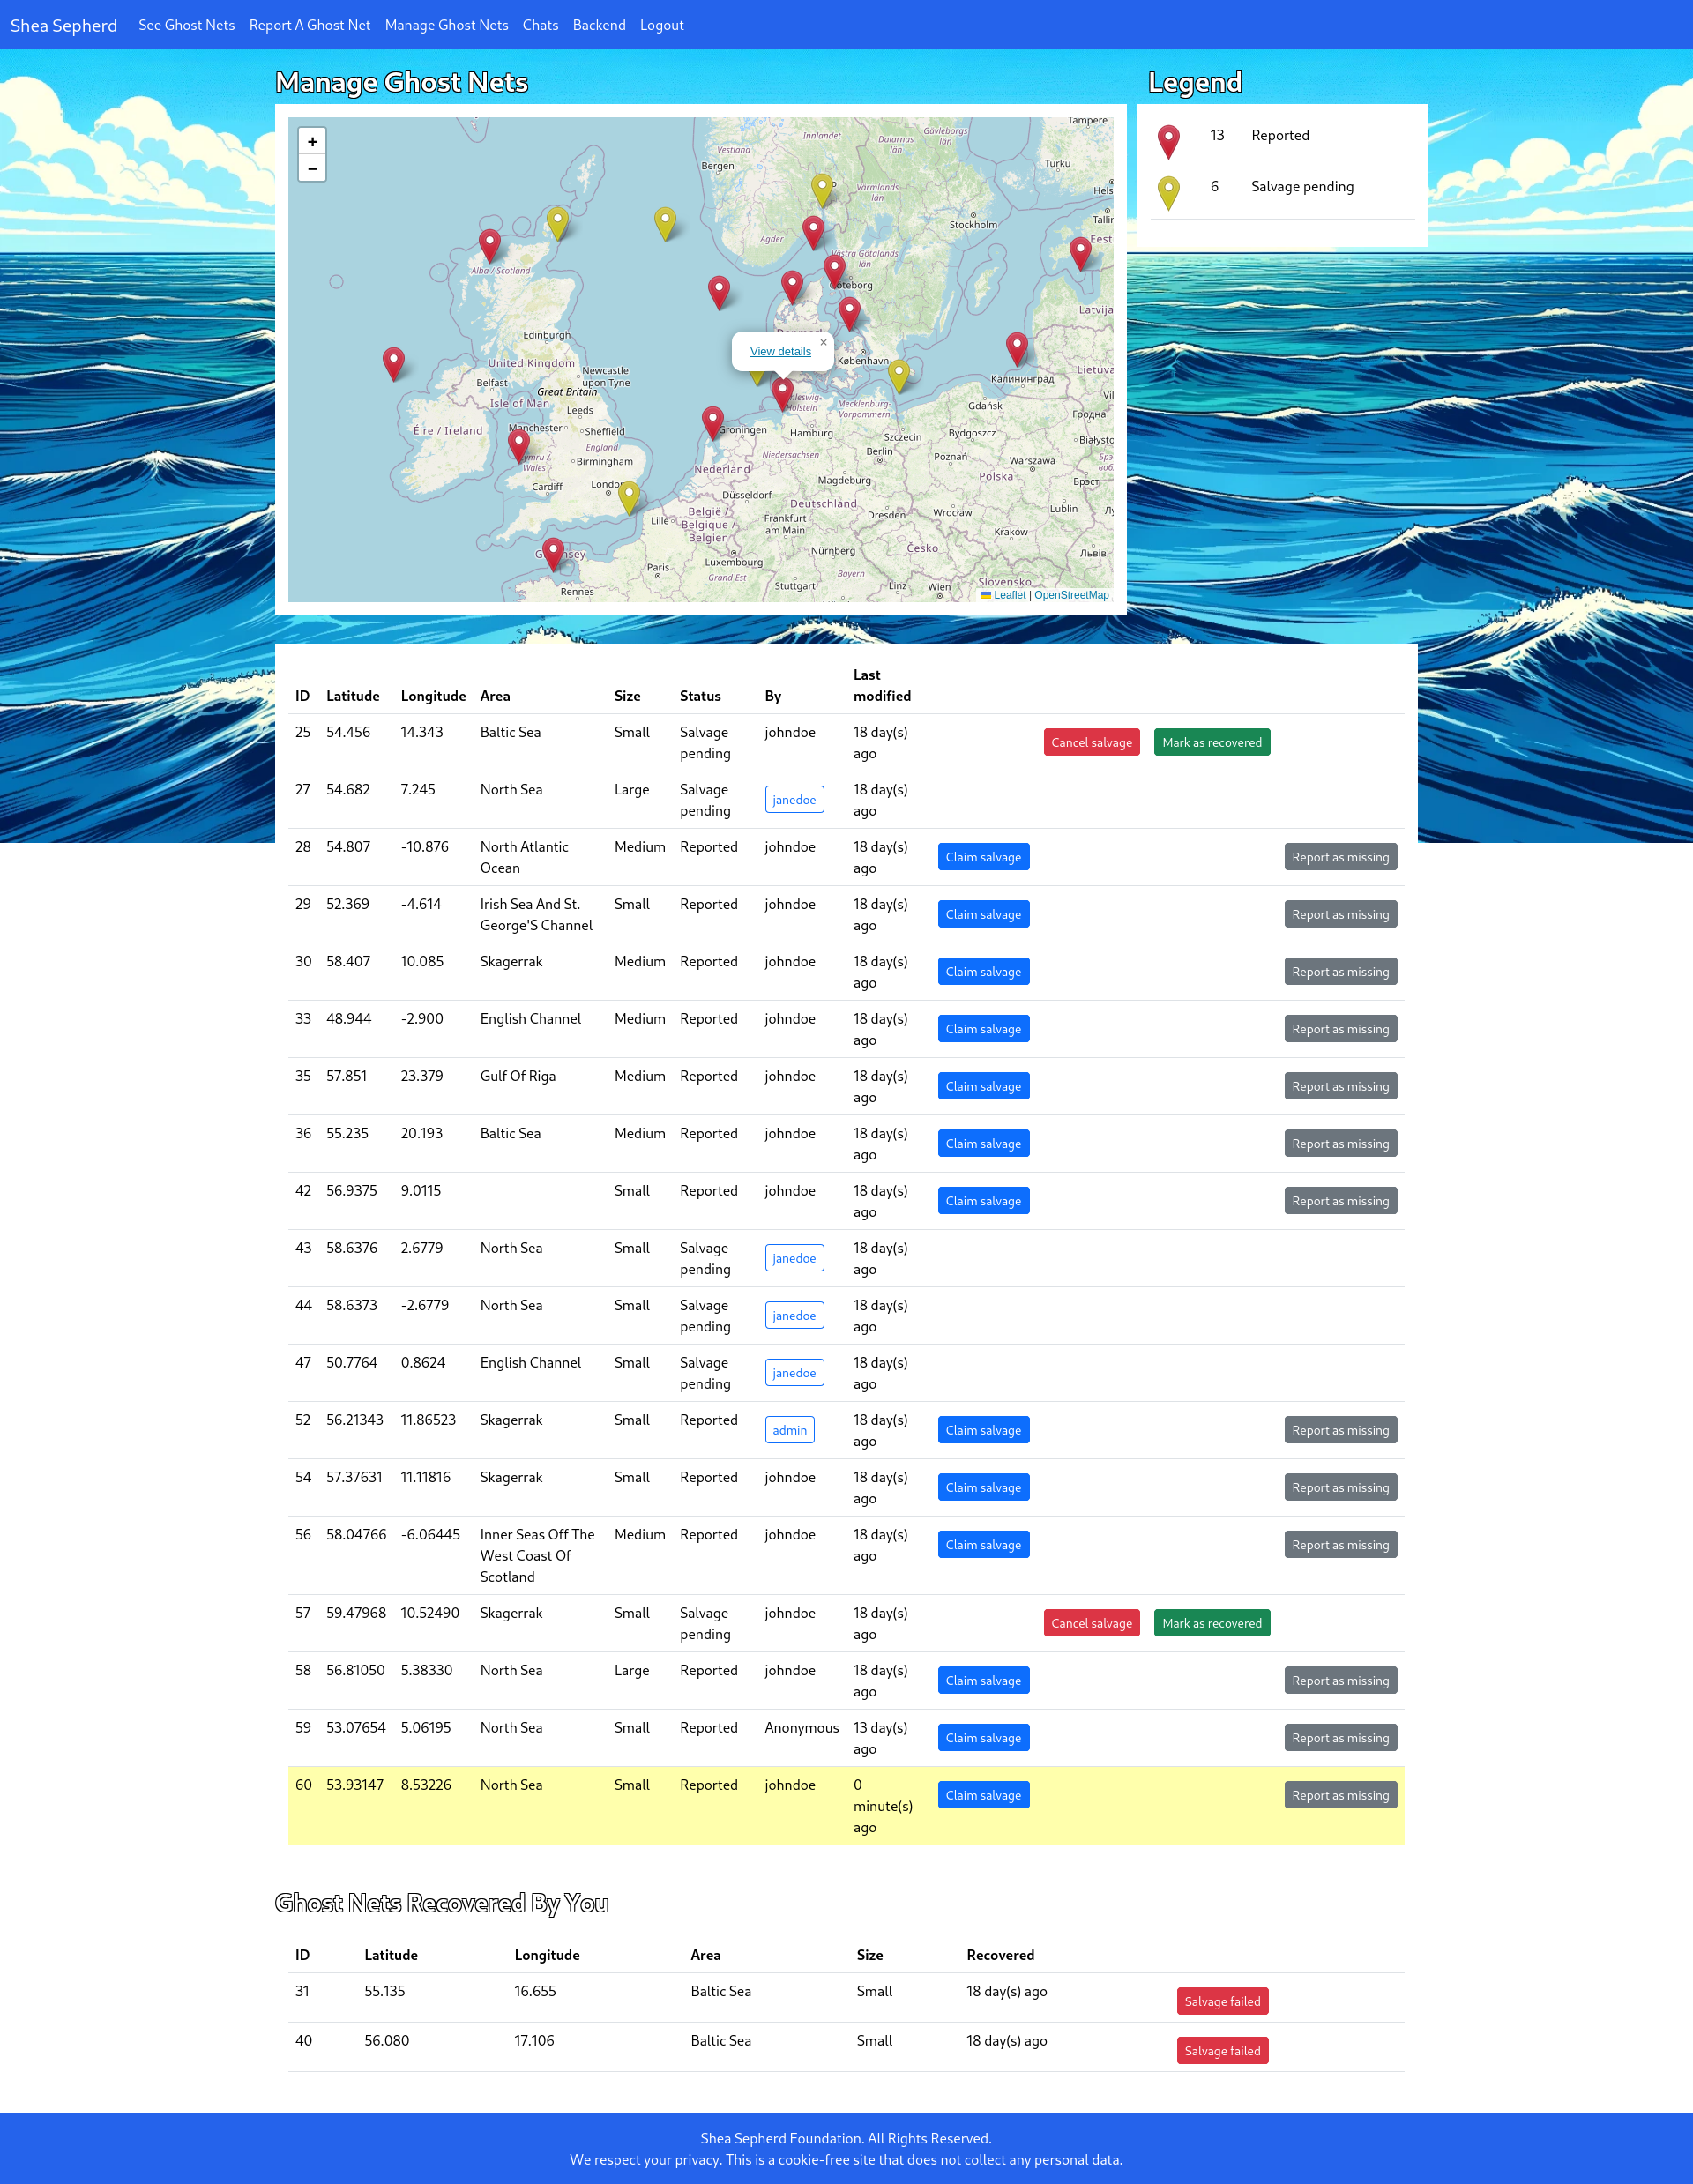 Shea Sepherd See Ghost Nets Report A Ghost Net Manage Ghost Nets Chats Backend Logout
Manage Ghost Nets
Legend
+
−
13 Reported
6 Salvage pending
Tampere
Innlandet
Dalarnas län
Gävleborgs län
Vestland
Bergen
Turku
Värmlands län
Stockholm
Agder
Alba / Scotland
Göteborg
Latvija
Edinburgh
View details
×
København
United Kingdom
Newcastle upon Tyne
Lietuva
Belfast
Great Britain
Калининград
Isle of Man
Leeds
Mecklenburg-Vorpommern
Gdańsk
Гродна
Éire / Ireland
Manchester
Sheffield
Groningen
Hamburg
Szczecin
Bydgoszcz
England
Niedersachsen
Berlin
Poznań
Warszawa
Birmingham
Nederland
Magdeburg
Polska
Брэст
Cardiff
London
Düsseldorf
Deutschland
Lublin
Lille
België / Belgique / Belgien
Frankfurt am Main
Dresden
Wrocław
Kraków
Česko
Львів
Paris
Luxembourg
Nürnberg
Grand Est
Bayern
Slovensko
Rennes
Stuttgart
Linz
Wien
Leaflet | OpenStreetMap
Last
ID Latitude Longitude Area Size Status By modified
25 54.456 14.343 Baltic Sea Small Salvage pending johndoe 18 day(s) ago Cancel salvage Mark as recovered
27 54.682 7.245 North Sea Large Salvage pending janedoe 18 day(s) ago
28 54.807 -10.876 North Atlantic Ocean Medium Reported johndoe 18 day(s) ago Claim salvage Report as missing
29 52.369 -4.614 Irish Sea And St. George'S Channel Small Reported johndoe 18 day(s) ago Claim salvage Report as missing
30 58.407 10.085 Skagerrak Medium Reported johndoe 18 day(s) ago Claim salvage Report as missing
33 48.944 -2.900 English Channel Medium Reported johndoe 18 day(s) ago Claim salvage Report as missing
35 57.851 23.379 Gulf Of Riga Medium Reported johndoe 18 day(s) ago Claim salvage Report as missing
36 55.235 20.193 Baltic Sea Medium Reported johndoe 18 day(s) ago Claim salvage Report as missing
42 56.9375 9.0115 Small Reported johndoe 18 day(s) ago Claim salvage Report as missing
43 58.6376 2.6779 North Sea Small Salvage pending janedoe 18 day(s) ago
44 58.6373 -2.6779 North Sea Small Salvage pending janedoe 18 day(s) ago
47 50.7764 0.8624 English Channel Small Salvage pending janedoe 18 day(s) ago
52 56.21343 11.86523 Skagerrak Small Reported admin 18 day(s) ago Claim salvage Report as missing
54 57.37631 11.11816 Skagerrak Small Reported johndoe 18 day(s) ago Claim salvage Report as missing
56 58.04766 -6.06445 Inner Seas Off The West Coast Of Scotland Medium Reported johndoe 18 day(s) ago Claim salvage Report as missing
57 59.47968 10.52490 Skagerrak Small Salvage pending johndoe 18 day(s) ago Cancel salvage Mark as recovered
58 56.81050 5.38330 North Sea Large Reported johndoe 18 day(s) ago Claim salvage Report as missing
59 53.07654 5.06195 North Sea Small Reported Anonymous 13 day(s) ago Claim salvage Report as missing
60 53.93147 8.53226 North Sea Small Reported johndoe 0 minute(s) ago Claim salvage Report as missing
Ghost Nets Recovered By You
ID Latitude Longitude Area Size Recovered
31 55.135 16.655 Baltic Sea Small 18 day(s) ago Salvage failed
40 56.080 17.106 Baltic Sea Small 18 day(s) ago Salvage failed
Shea Sepherd Foundation. All Rights Reserved.
We respect your privacy. This is a cookie-free site that does not collect any personal data.